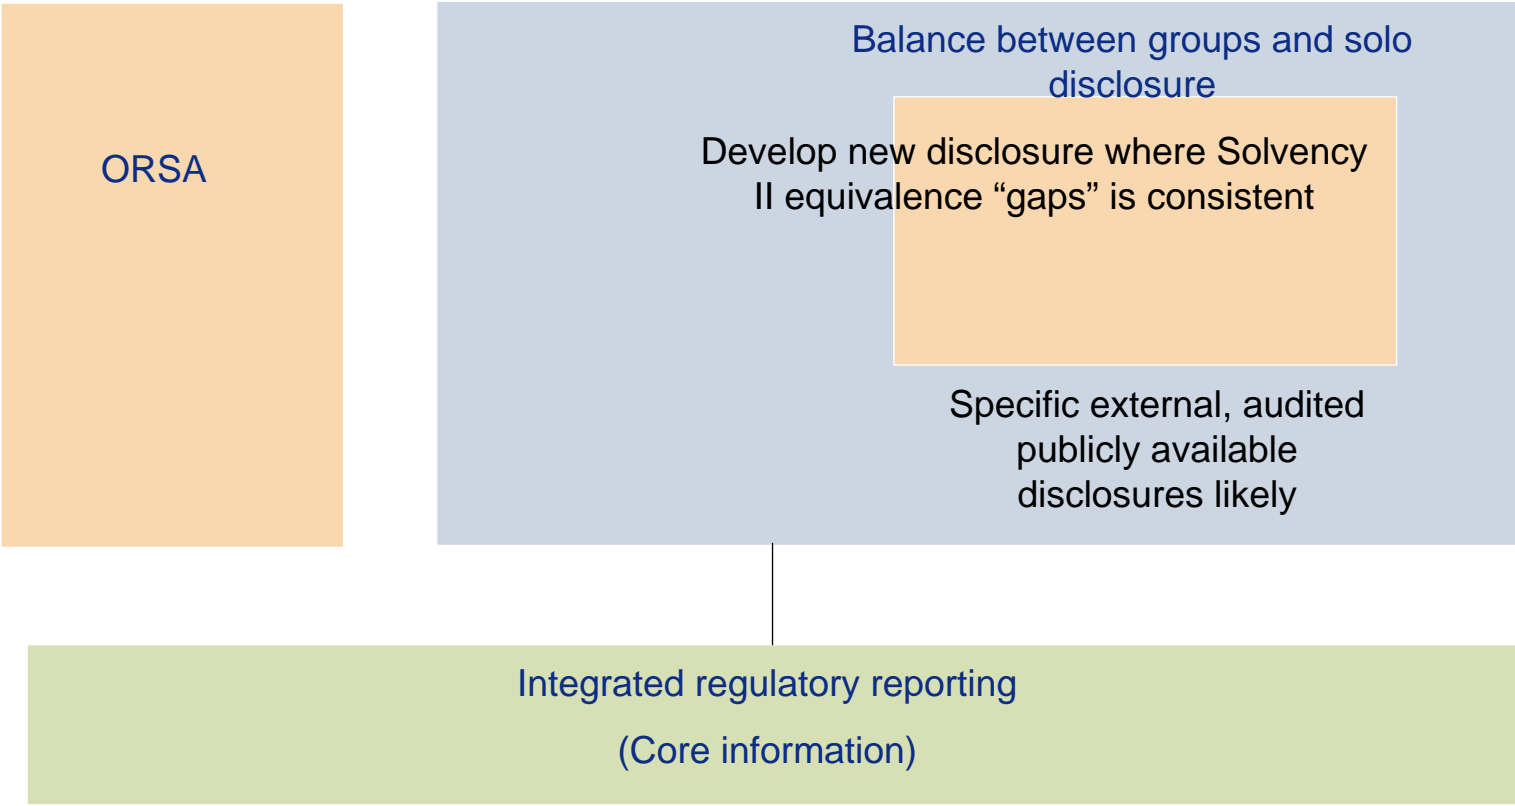 Balance between groups and solo
disclosure
ORSA
Develop new disclosure where Solvency
II equivalence “gaps” is consistent
Specific external, audited
publicly available
disclosures likely
Integrated regulatory reporting
(Core information)